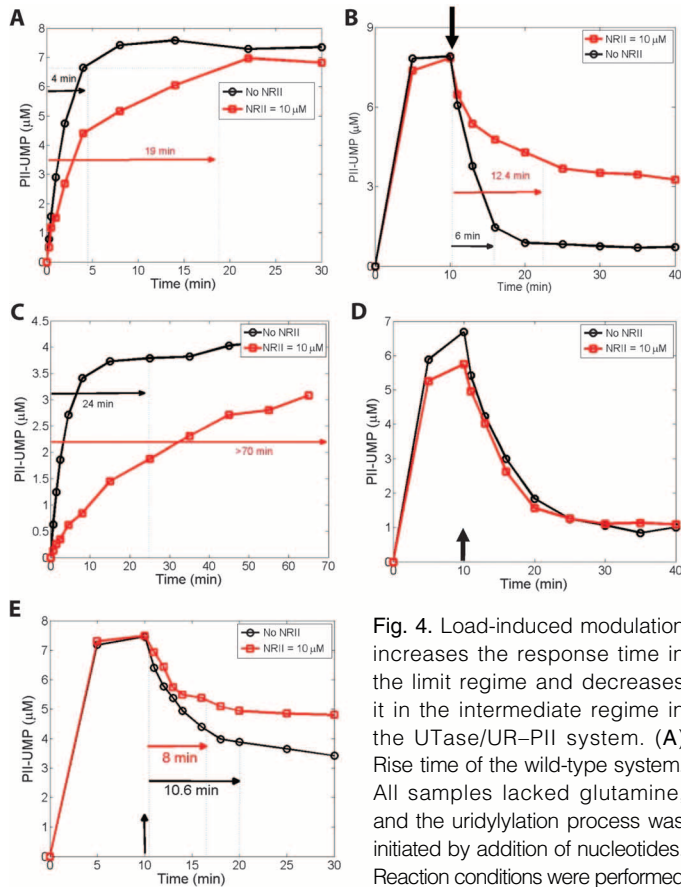 A
PII-UMP (μM)
8
7
6
5
4
3
2
1
0
4 min
19 min
No NRII
NRII = 10 μM
0 5 10 15 20 25 30
Time (min)
B
PII-UMP (μM)
9
6
3
0
NRII = 10 μM
No NRII
12 4 min
6 min
0 5 10 15 20 25 30 35 40
Time (min)
C
PII-UMP (μM)
4.5
4
3.5
3
2.5
2
1.5
1
0.5
0
No NRII
NRII = 10 μM
24 min
>70 min
0 10 20 30 40 50 60 70
Time (min)
D
PII-UMP (μM)
7
6
5
4
3
2
1
0
No NRII
NRII = 10 μM
0 10 20 30 40
Time (min)
E
PII-UMP (μM)
8
7
6
5
4
3
2
1
0
No NRII
NRII = 10 μM
8 min
10.6 min
0 5 10 15 20 25 30
Time (min)
Fig. 4. Load-induced modulation
increases the response time in
the limit regime and decreases
it in the intermediate regime in
the UTase/UR–PII system. (A)
Rise time of the wild-type system.
All samples lacked glutamine,
and the uridylylation process was
initiated by addition of nucleotides.
Reaction conditions were performed